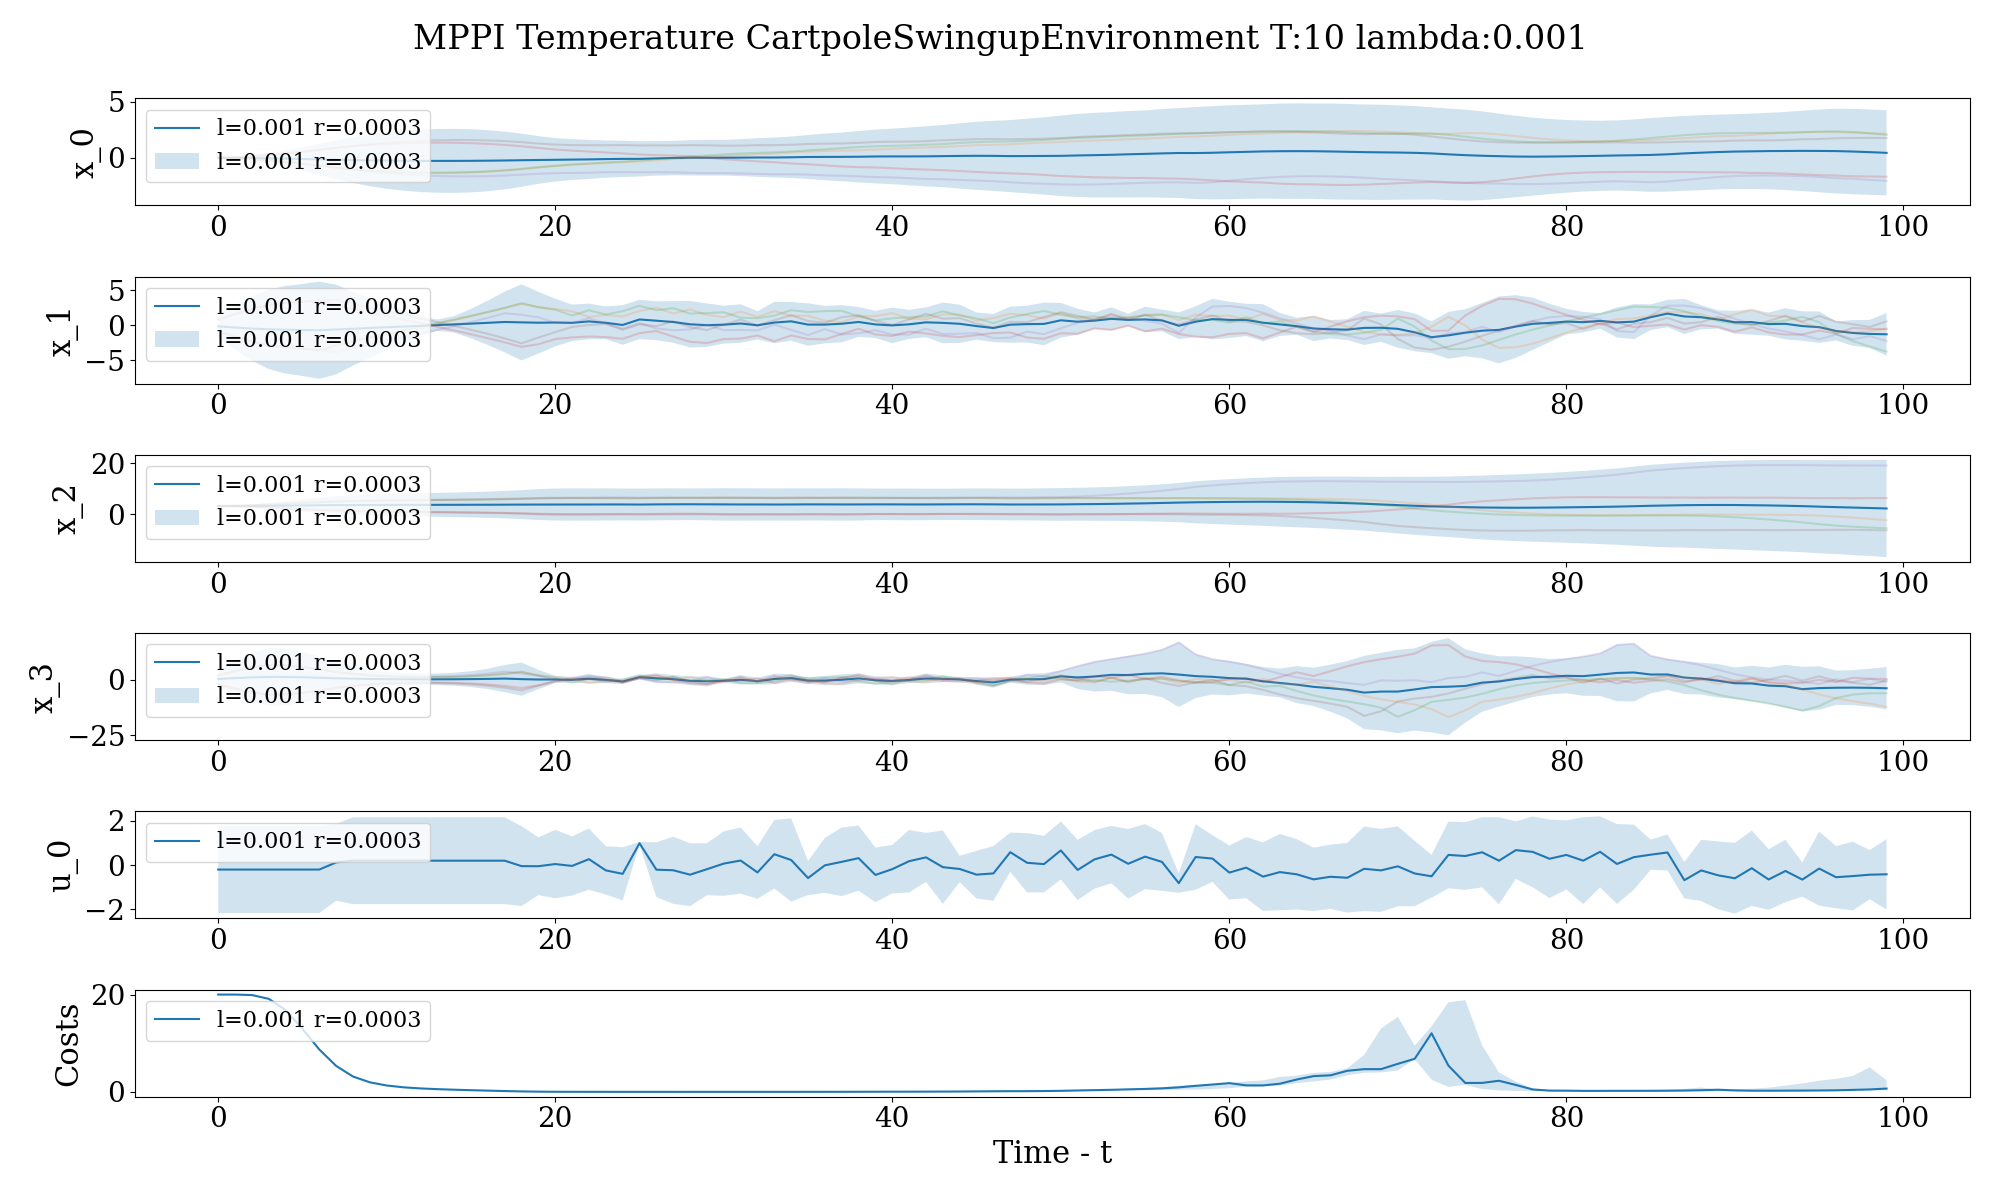 MPPI Temperature CartpoleSwingupEnvironment T:10 lambda:0.001
x_0
5
0
l=0.001 r=0.0003
l=0.001 r=0.0003
0 20 40 60 80 100
x_1
5
0
−5
l=0.001 r=0.0003
l=0.001 r=0.0003
0 20 40 60 80 100
x_2
20
0
l=0.001 r=0.0003
l=0.001 r=0.0003
0 20 40 60 80 100
x_3
0
−25
l=0.001 r=0.0003
l=0.001 r=0.0003
0 20 40 60 80 100
u_0
2
0
−2
l=0.001 r=0.0003
0 20 40 60 80 100
Costs
20
0
l=0.001 r=0.0003
0 20 40 60 80 100
Time - t